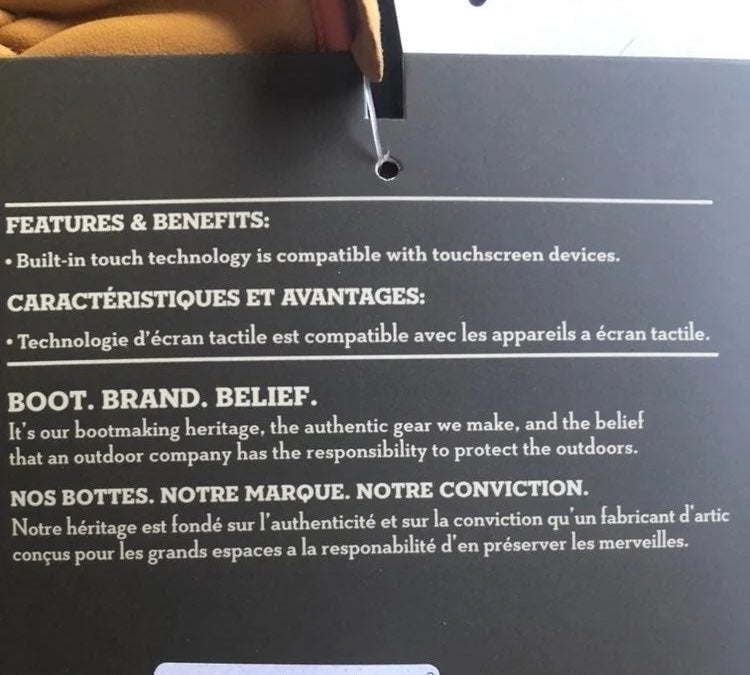 FEATURES & BENEFITS:
• Built-in touch technology is compatible with touchscreen devices.
CARACTÉRISTIQUES ET AVANTAGES:
• Technologie d'écran tactile est compatible avec les appareils a écran tactile.
BOOT. BRAND. BELIEF.
It's our bootmaking heritage, the authentic gear we make, and the belief
that an outdoor company has the responsibility to protect the outdoors.
NOS BOTTES. NOTRE MARQUE. NOTRE CONVICTION.
Notre héritage est fondé sur l'authenticité et sur la conviction qu'un fabricant d'artic
conçus pour les grands espaces a la responabilité d'en préserver les merveilles.